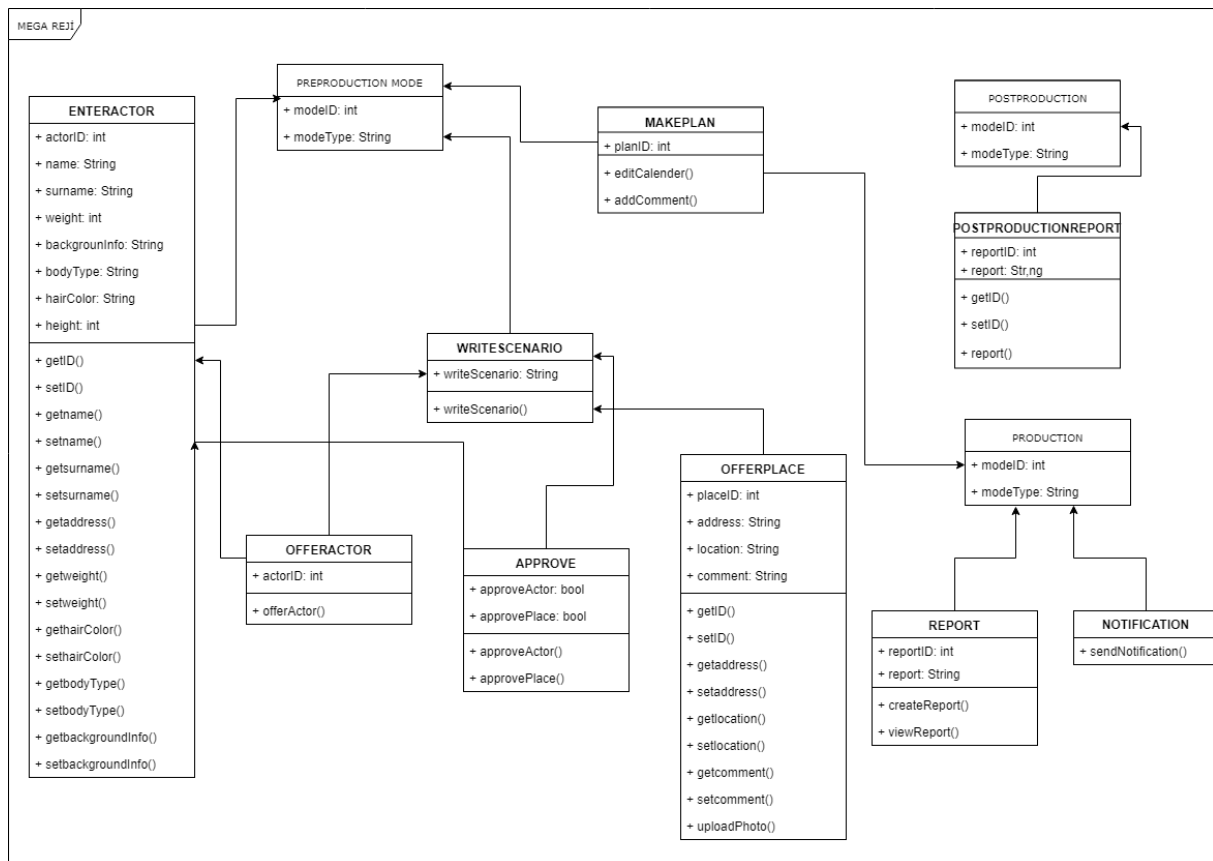 MEGA REJİ
ENTERACTOR
+ actorID: int
+ name: String
+ surname: String
+ weight: int
+ backgrounInfo: String
+ bodyType: String
+ hairColor: String
+ height: int
+ getID()
+ setID()
+ getname()
+ setname()
+ getsurname()
+ setsurname()
+ getaddress()
+ setaddress()
+ getweight()
+ setweight()
+ gethairColor()
+ sethairColor()
+ getbodyType()
+ setbodyType()
+ getbackgroundInfo()
+ setbackgroundInfo()
PREPRODUCTION MODE
+ modeID: int
+ modeType: String
MAKEPLAN
+ planID: int
+ editCalender()
+ addComment()
POSTPRODUCTION
+ modeID: int
+ modeType: String
POSTPRODUCTIONREPORT
+ reportID: int
+ report: Str,ng
+ getID()
+ setID()
+ report()
WRITESCENARIO
+ writeScenario: String
+ writeScenario()
OFFERACTOR
+ actorID: int
+ offerActor()
APPROVE
+ approveActor: bool
+ approvePlace: bool
+ approveActor()
+ approvePlace()
OFFERPLACE
+ placeID: int
+ address: String
+ location: String
+ comment: String
+ getID()
+ setID()
+ getaddress()
+ setaddress()
+ getlocation()
+ setlocation()
+ getcomment()
+ setcomment()
+ uploadPhoto()
PRODUCTION
+ modeID: int
+ modeType: String
REPORT
+ reportID: int
+ report: String
+ createReport()
+ viewReport()
NOTIFICATION
+ sendNotification()